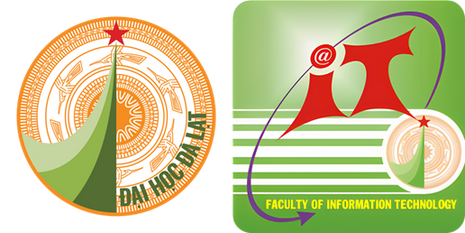 ĐẠI HỌC ĐÀ LẠT
@
iT
FACULTY OF INFORMATION TECHNOLOGY